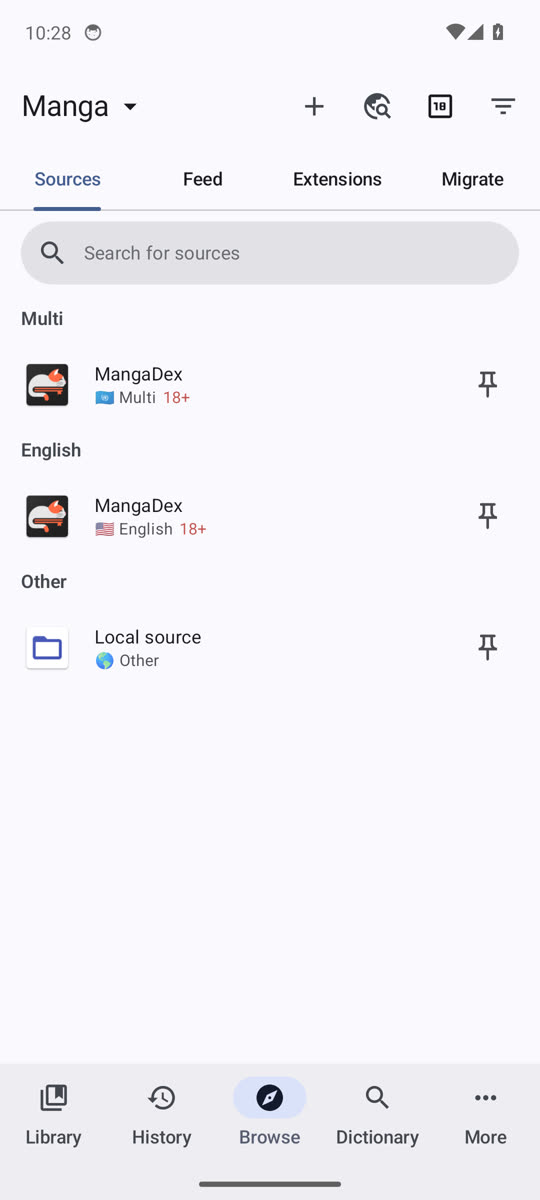 10:28
Manga
18
Sources
Feed
Extensions
Migrate
Search for sources
Multi
MangaDex
Multi 18+
English
MangaDex
English 18+
Other
Local source
Other
Library
History
Browse
Dictionary
More